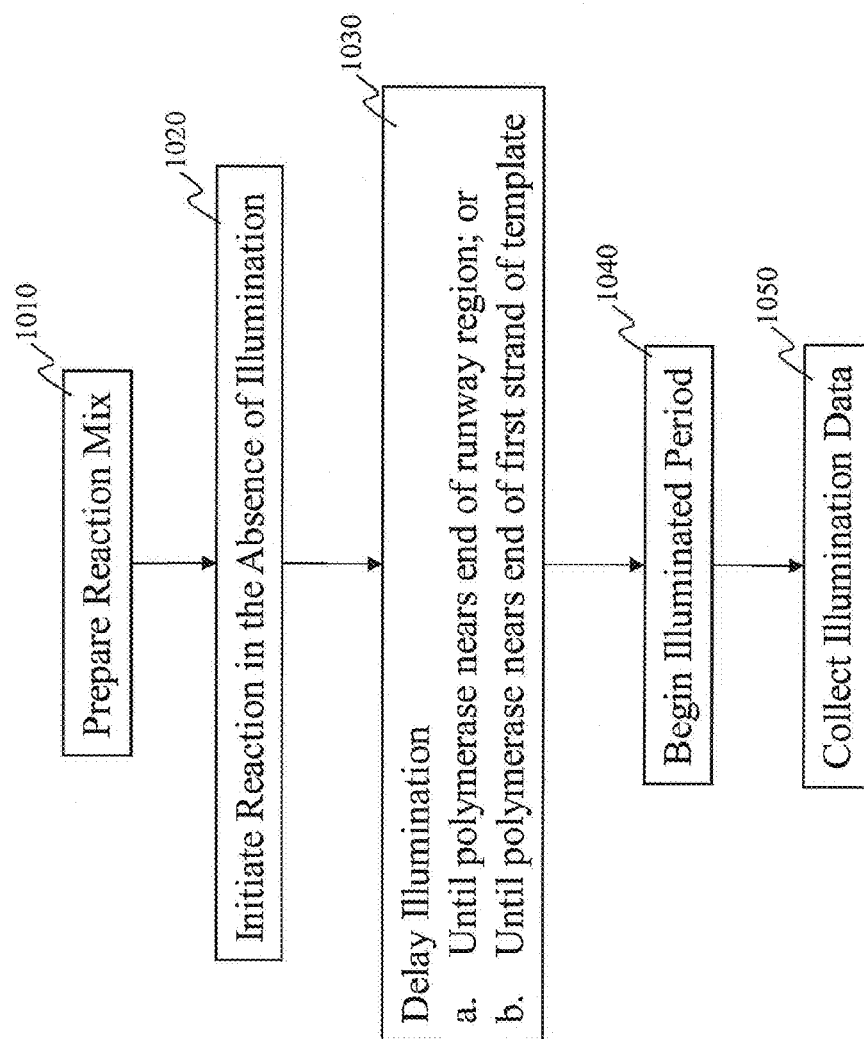 1010
Prepare Reaction Mix
1020
Initiate Reaction in the Absence of Illumination
1030
Delay Illumination
a. Until polymerase nears end of runway region; or
b. Until polymerase nears end of first strand of template
1040
Begin Illuminated Period
1050
Collect Illumination Data